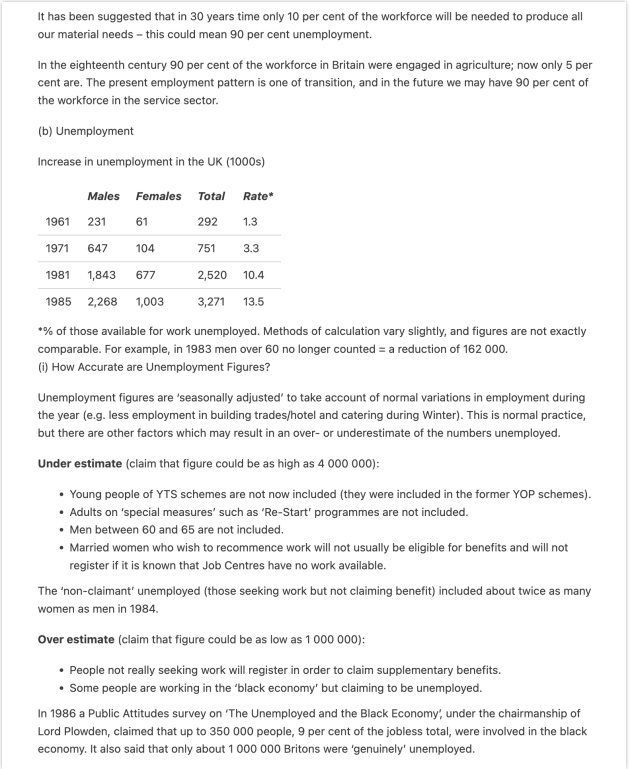 It has been suggested that in 30 years time only 10 per cent of the workforce will be needed to produce all
our material needs – this could mean 90 per cent unemployment.
In the eighteenth century 90 per cent of the workforce in Britain were engaged in agriculture; now only 5 per
cent are. The present employment pattern is one of transition, and in the future we may have 90 per cent of
the workforce in the service sector.
(b) Unemployment
Increase in unemployment in the UK (1000s)
Males Females Total Rate*
1961 231 61 292 1.3
1971 647 104 751 3.3
1981 1,843 677 2,520 10.4
1985 2,268 1,003 3,271 13.5
*% of those available for work unemployed. Methods of calculation vary slightly, and figures are not exactly
comparable. For example, in 1983 men over 60 no longer counted = a reduction of 162 000.
(i) How Accurate are Unemployment Figures?
Unemployment figures are ‘seasonally adjusted’ to take account of normal variations in employment during
the year (e.g. less employment in building trades/hotel and catering during Winter). This is normal practice,
but there are other factors which may result in an over- or underestimate of the numbers unemployed.
Under estimate (claim that figure could be as high as 4 000 000):
• Young people of YTS schemes are not now included (they were included in the former YOP schemes).
• Adults on ‘special measures’ such as ‘Re-Start’ programmes are not included.
• Men between 60 and 65 are not included.
• Married women who wish to recommence work will not usually be eligible for benefits and will not
register if it is known that Job Centres have no work available.
The ‘non-claimant’ unemployed (those seeking work but not claiming benefit) included about twice as many
women as men in 1984.
Over estimate (claim that figure could be as low as 1 000 000):
• People not really seeking work will register in order to claim supplementary benefits.
• Some people are working in the ‘black economy’ but claiming to be unemployed.
In 1986 a Public Attitudes survey on ‘The Unemployed and the Black Economy’, under the chairmanship of
Lord Plowden, claimed that up to 350 000 people, 9 per cent of the jobless total, were involved in the black
economy. It also said that only about 1 000 000 Britons were ‘genuinely’ unemployed.